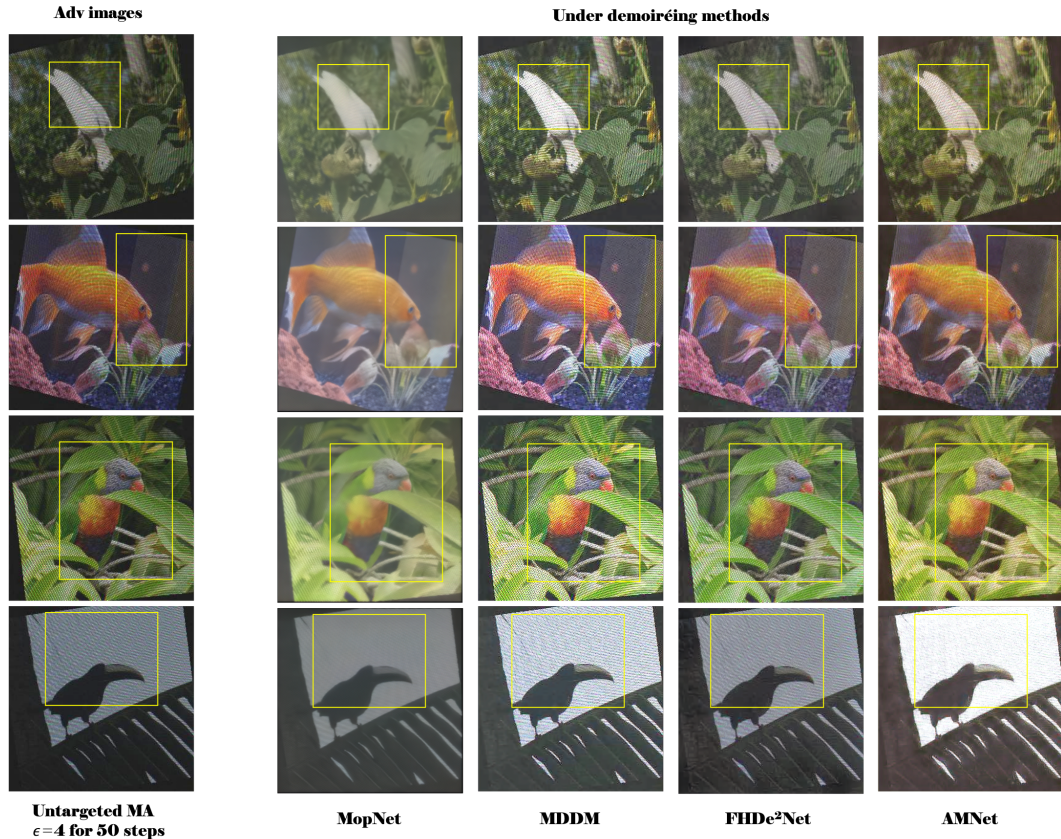 Adv images
Under demoiréing methods
Untargeted MA
ϵ=4 for 50 steps
MopNet
MDDM
FHDe²Net
AMNet